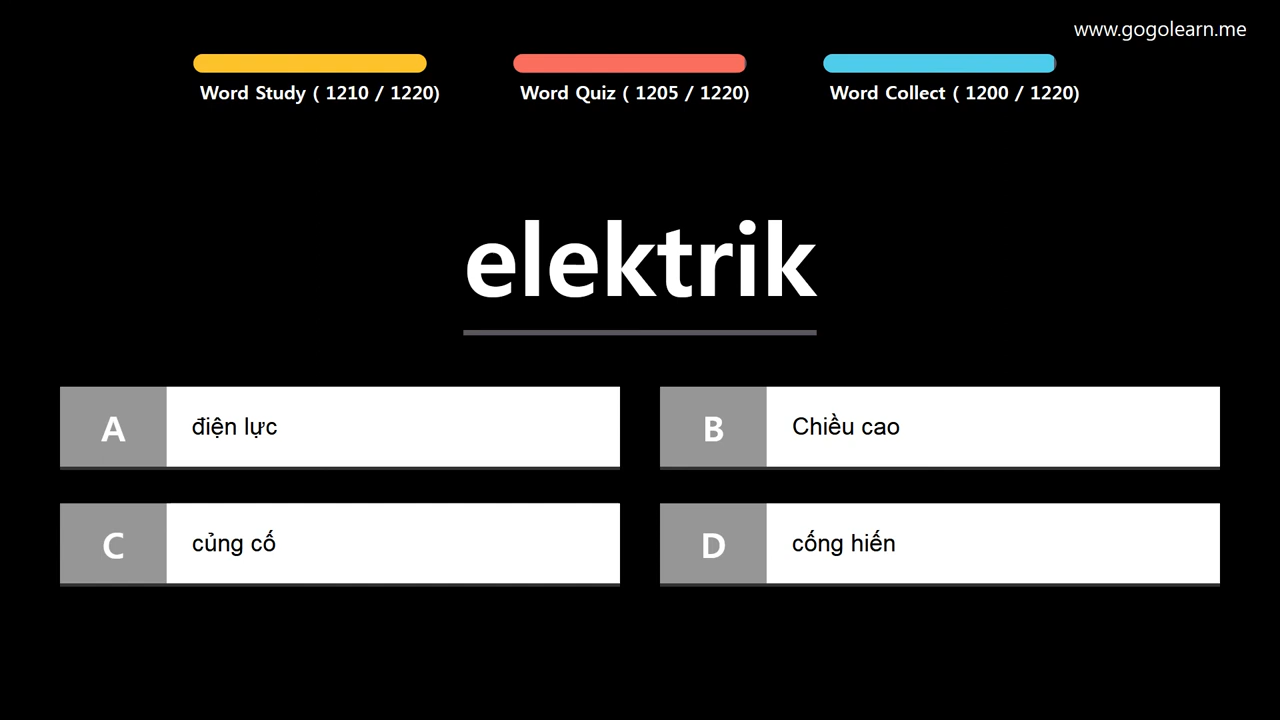 www.gogolearn.me
Word Study ( 1210 / 1220)
Word Quiz ( 1205 / 1220)
Word Collect ( 1200 / 1220)
elektrik
A điện lực
B Chiều cao
C củng cố
D cống hiến